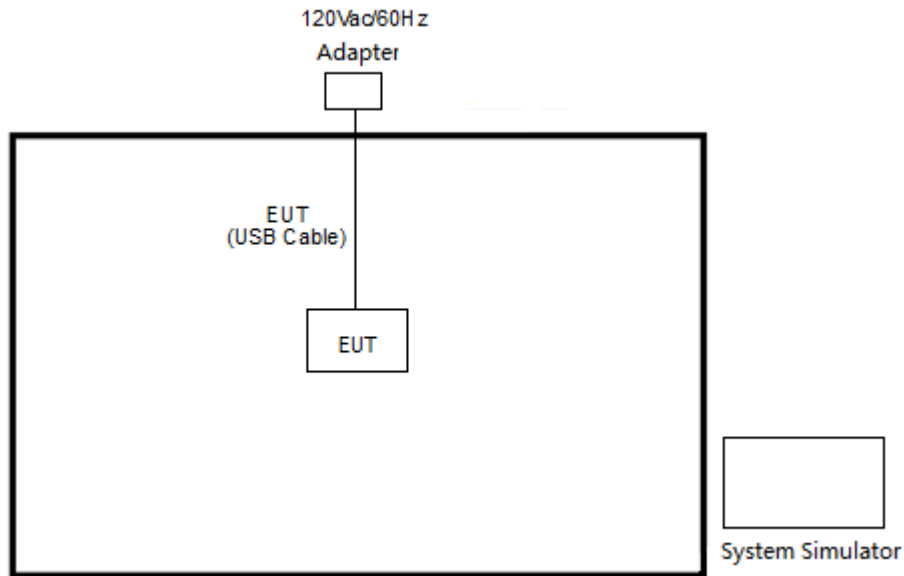 120Vac/60Hz
Adapter
EUT
(USB Cable)
EUT
System Simulator